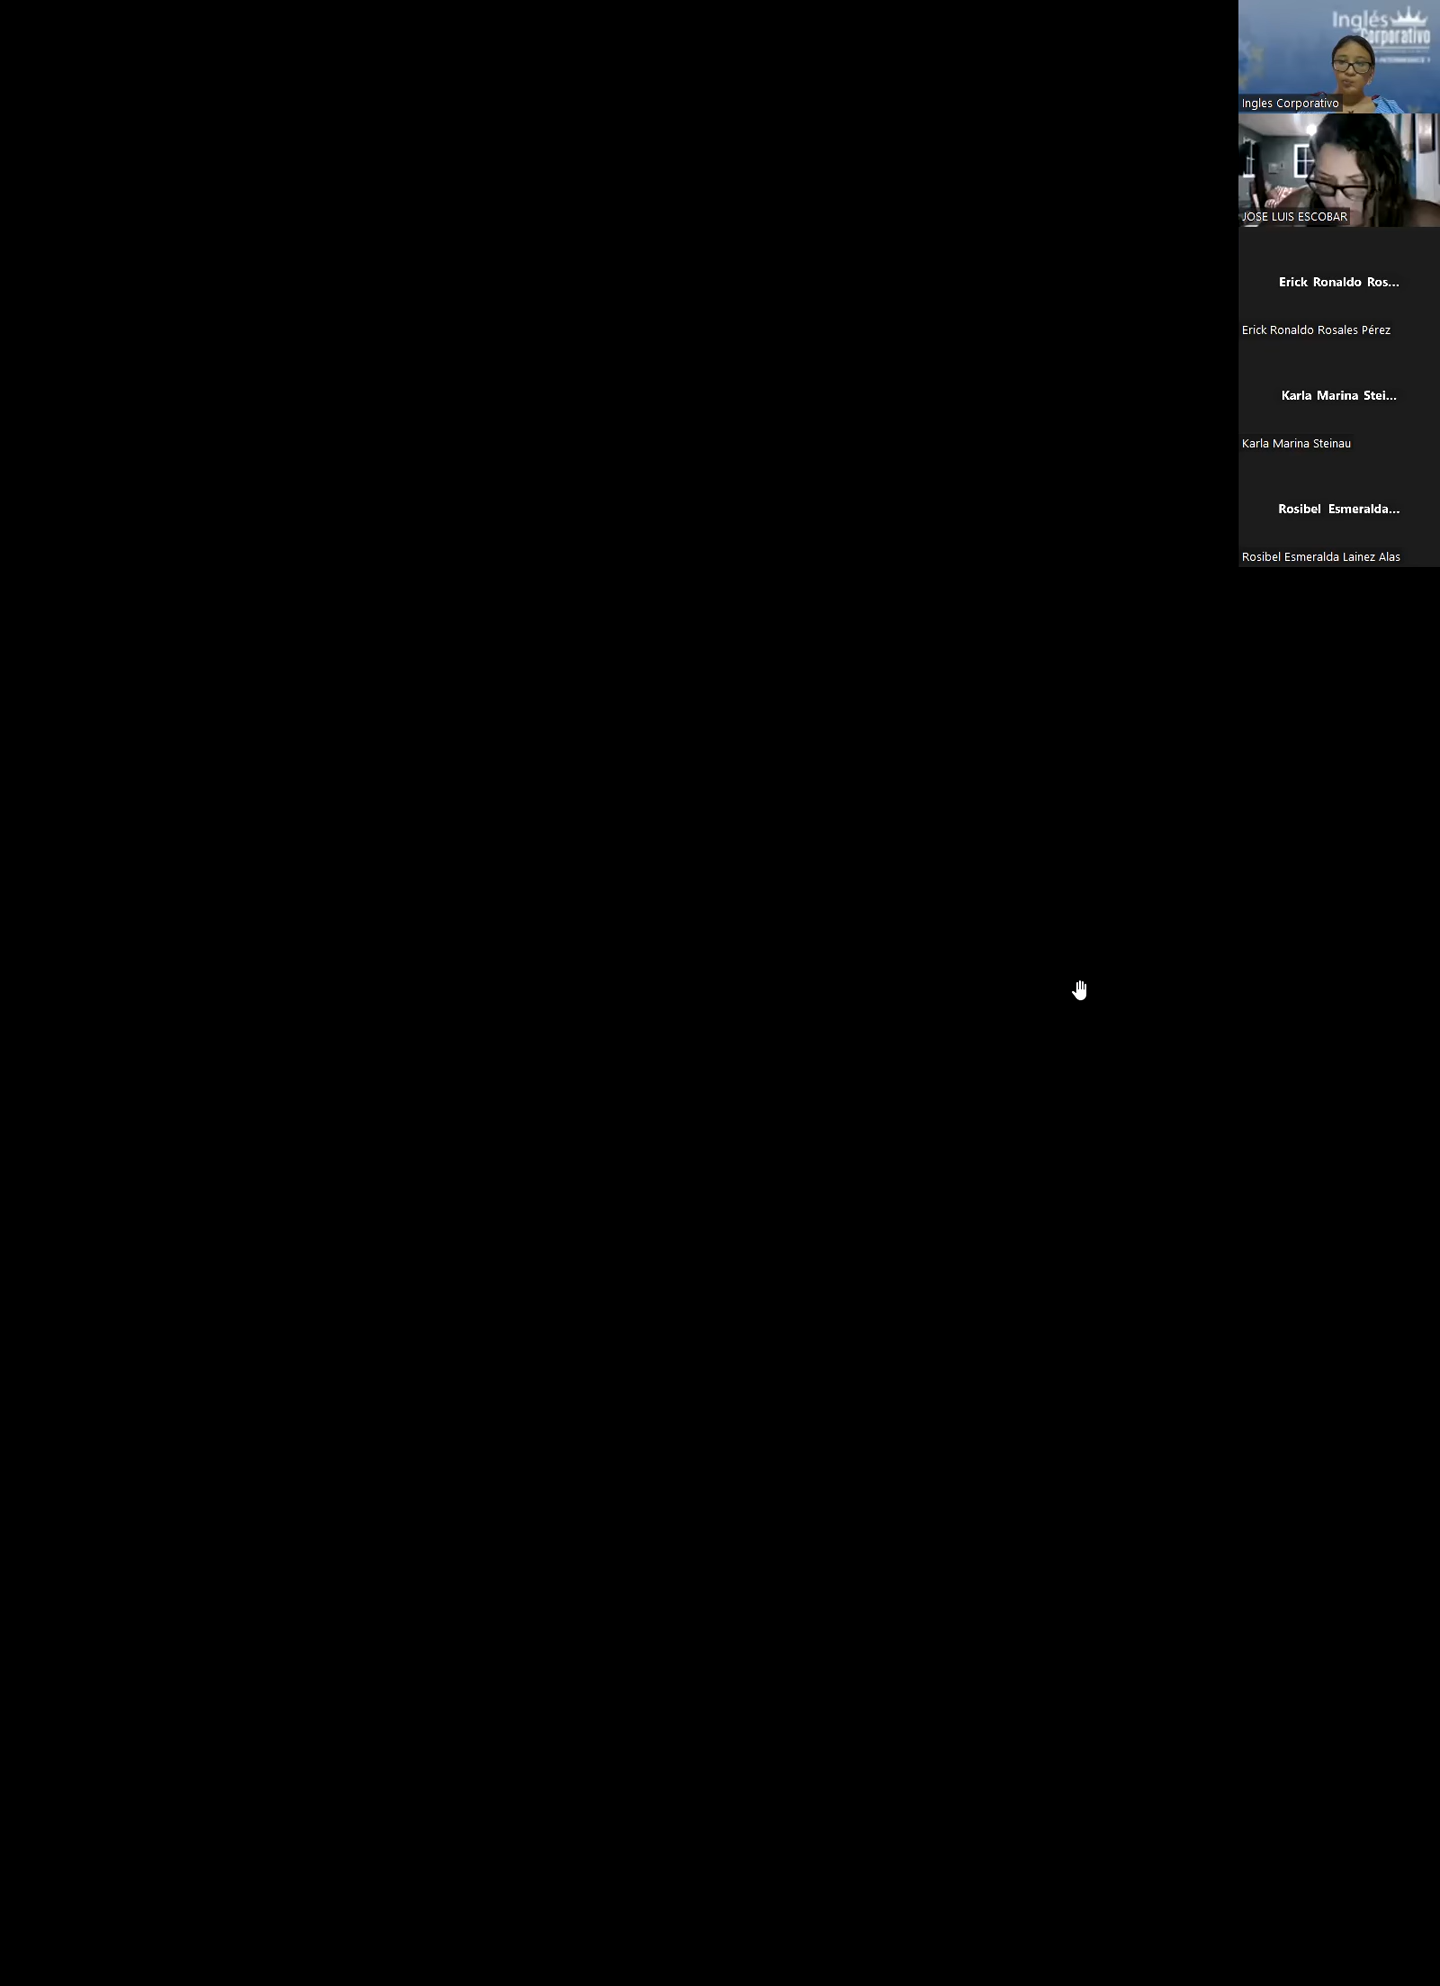 Inglés
Corporativo
Ingles Corporativo
JOSE LUIS ESCOBAR
Erick Ronaldo Ros...
Erick Ronaldo Rosales Pérez
Karla Marina Stei...
Karla Marina Steinau
Rosibel Esmeralda...
Rosibel Esmeralda Lainez Alas